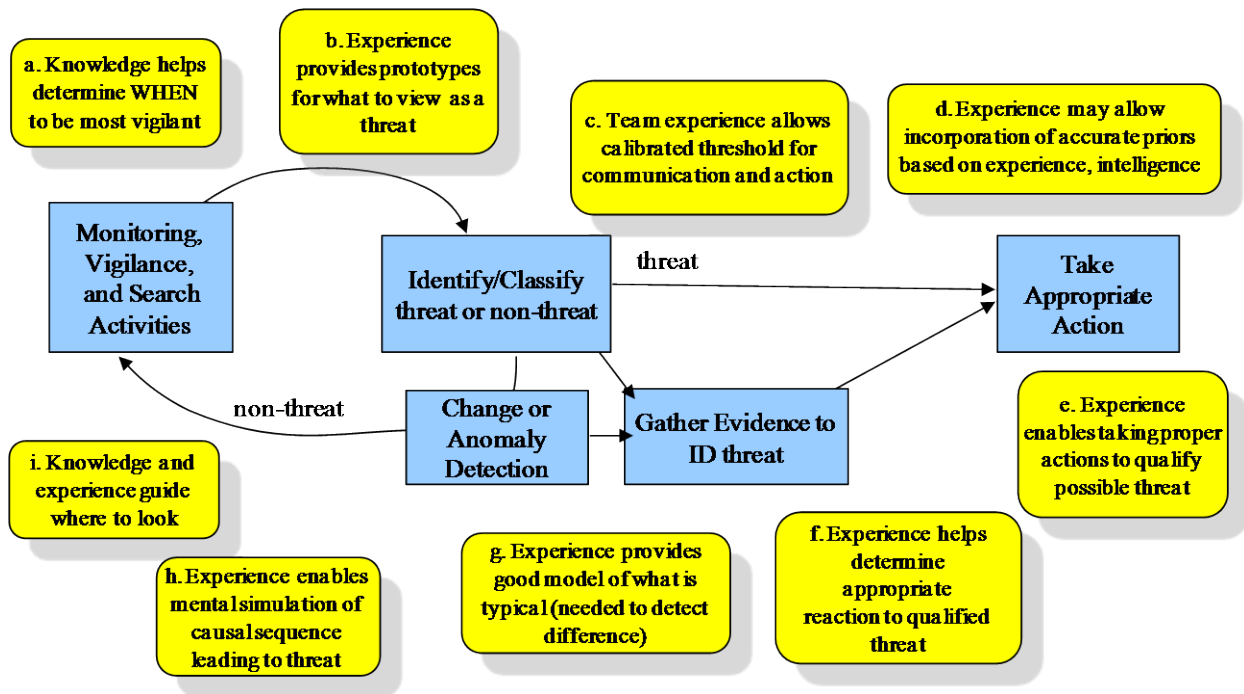 a. Knowledge helps
determine WHEN
to be most vigilant
b. Experience
provides prototypes
for what to view as a
threat
c. Team experience allows
calibrated threshold for
communication and action
d. Experience may allow
incorporation of accurate priors
based on experience, intelligence
Monitoring,
Vigilance,
and Search
Activities
Identify/Classify
threat or non-threat
threat
Take
Appropriate
Action
non-threat
Change or
Anomaly
Detection
Gather Evidence to
ID threat
e. Experience
enables taking proper
actions to qualify
possible threat
i. Knowledge and
experience guide
where to look
h. Experience enables
mental simulation of
causal sequence
leading to threat
g. Experience provides
good model of what is
typical (needed to detect
difference)
f. Experience helps
determine
appropriate
reaction to qualified
threat